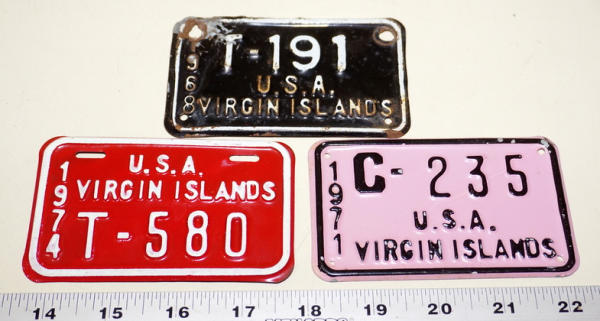 1968
T-191
U.S.A.
VIRGIN ISLANDS
1974
U.S.A.
VIRGIN ISLANDS
T-580
1971
C-235
U.S.A.
VIRGIN ISLANDS
14 15 16 17 18 19 20 21 22